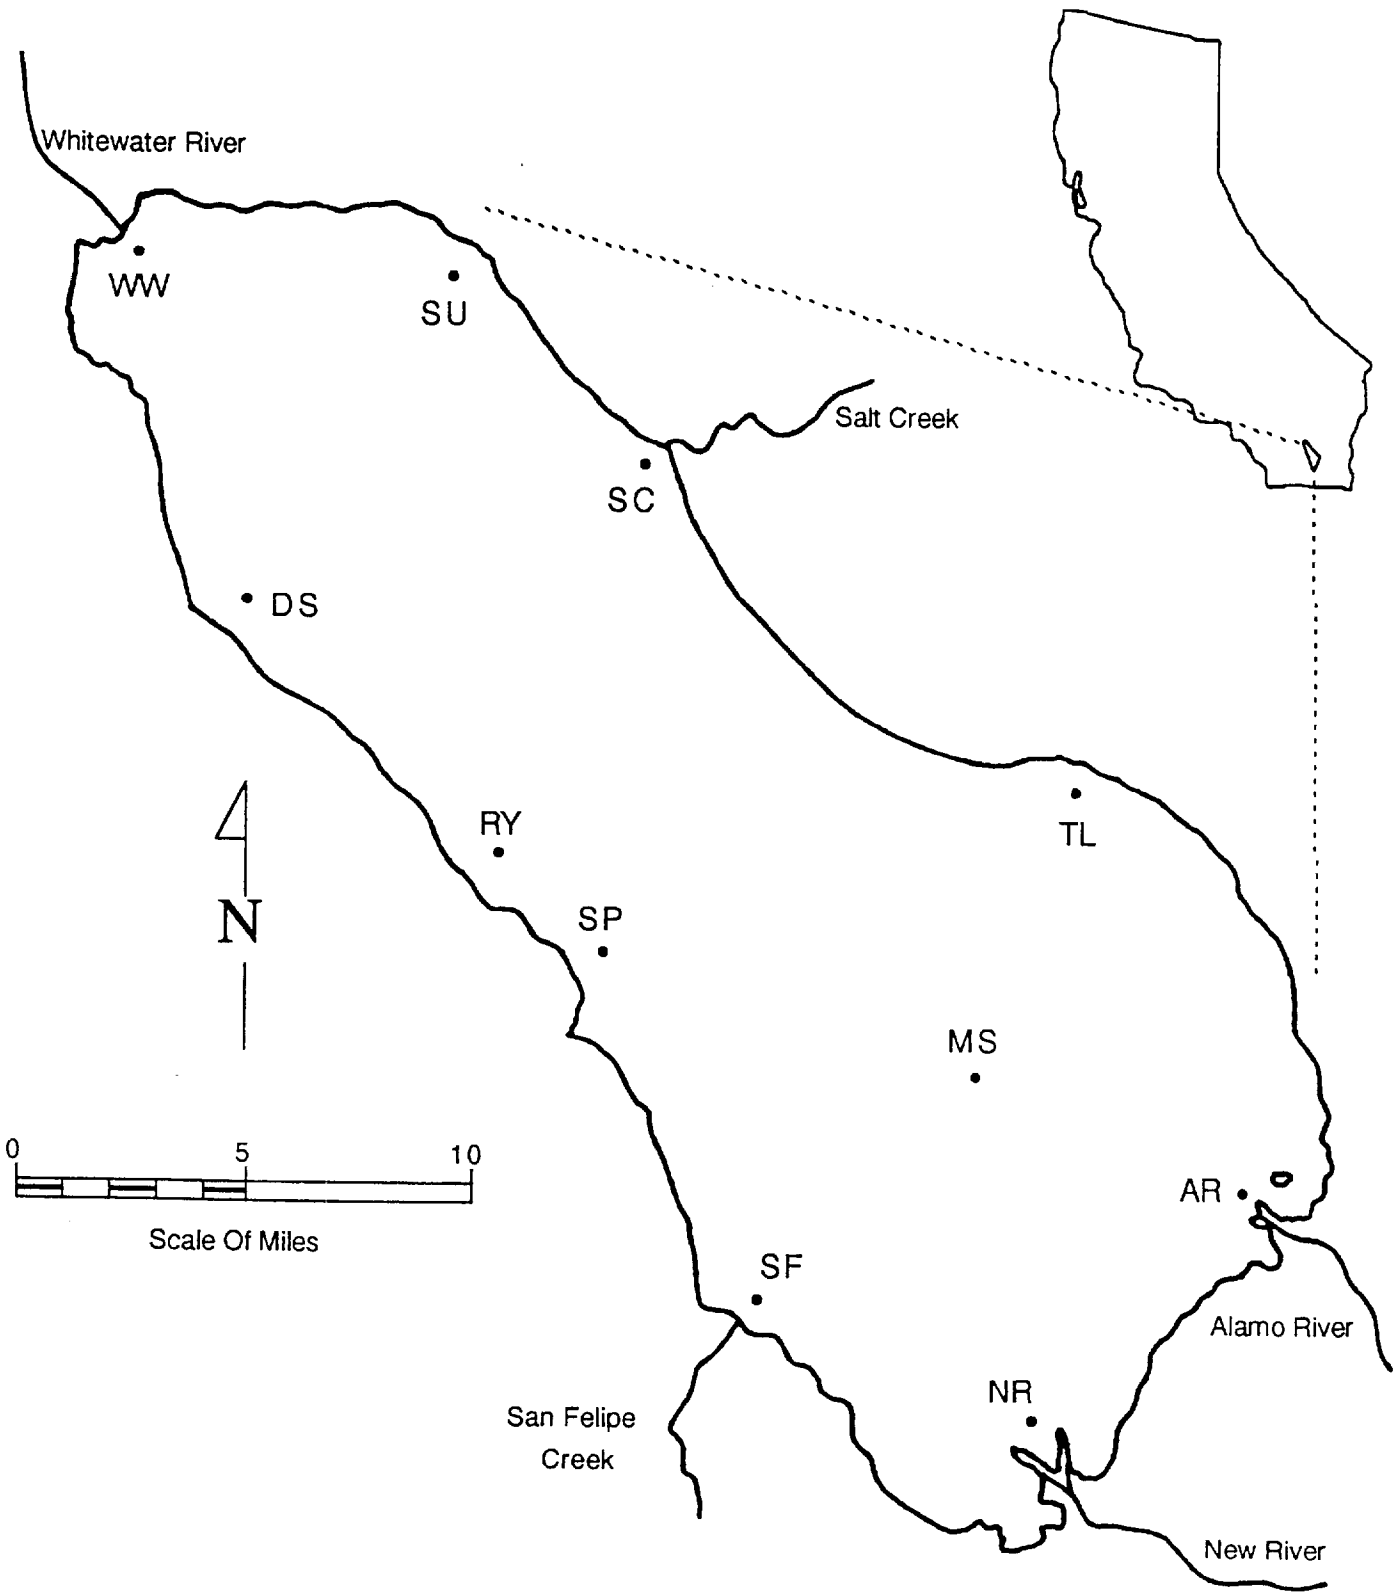 Whitewater River
WW
SU
Salt Creek
SC
DS
RY
TL
N
SP
MS
0 5 10
AR
Scale Of Miles
SF
Alamo River
NR
San Felipe
Creek
New River